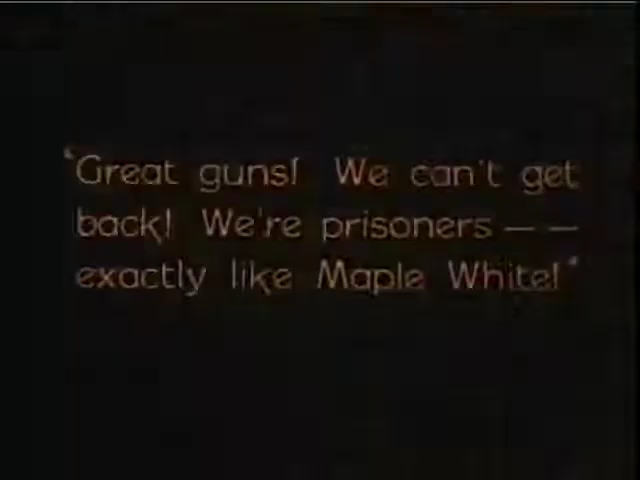 "Great guns! We can't get
back! We're prisoners — —
exactly like Maple White!"